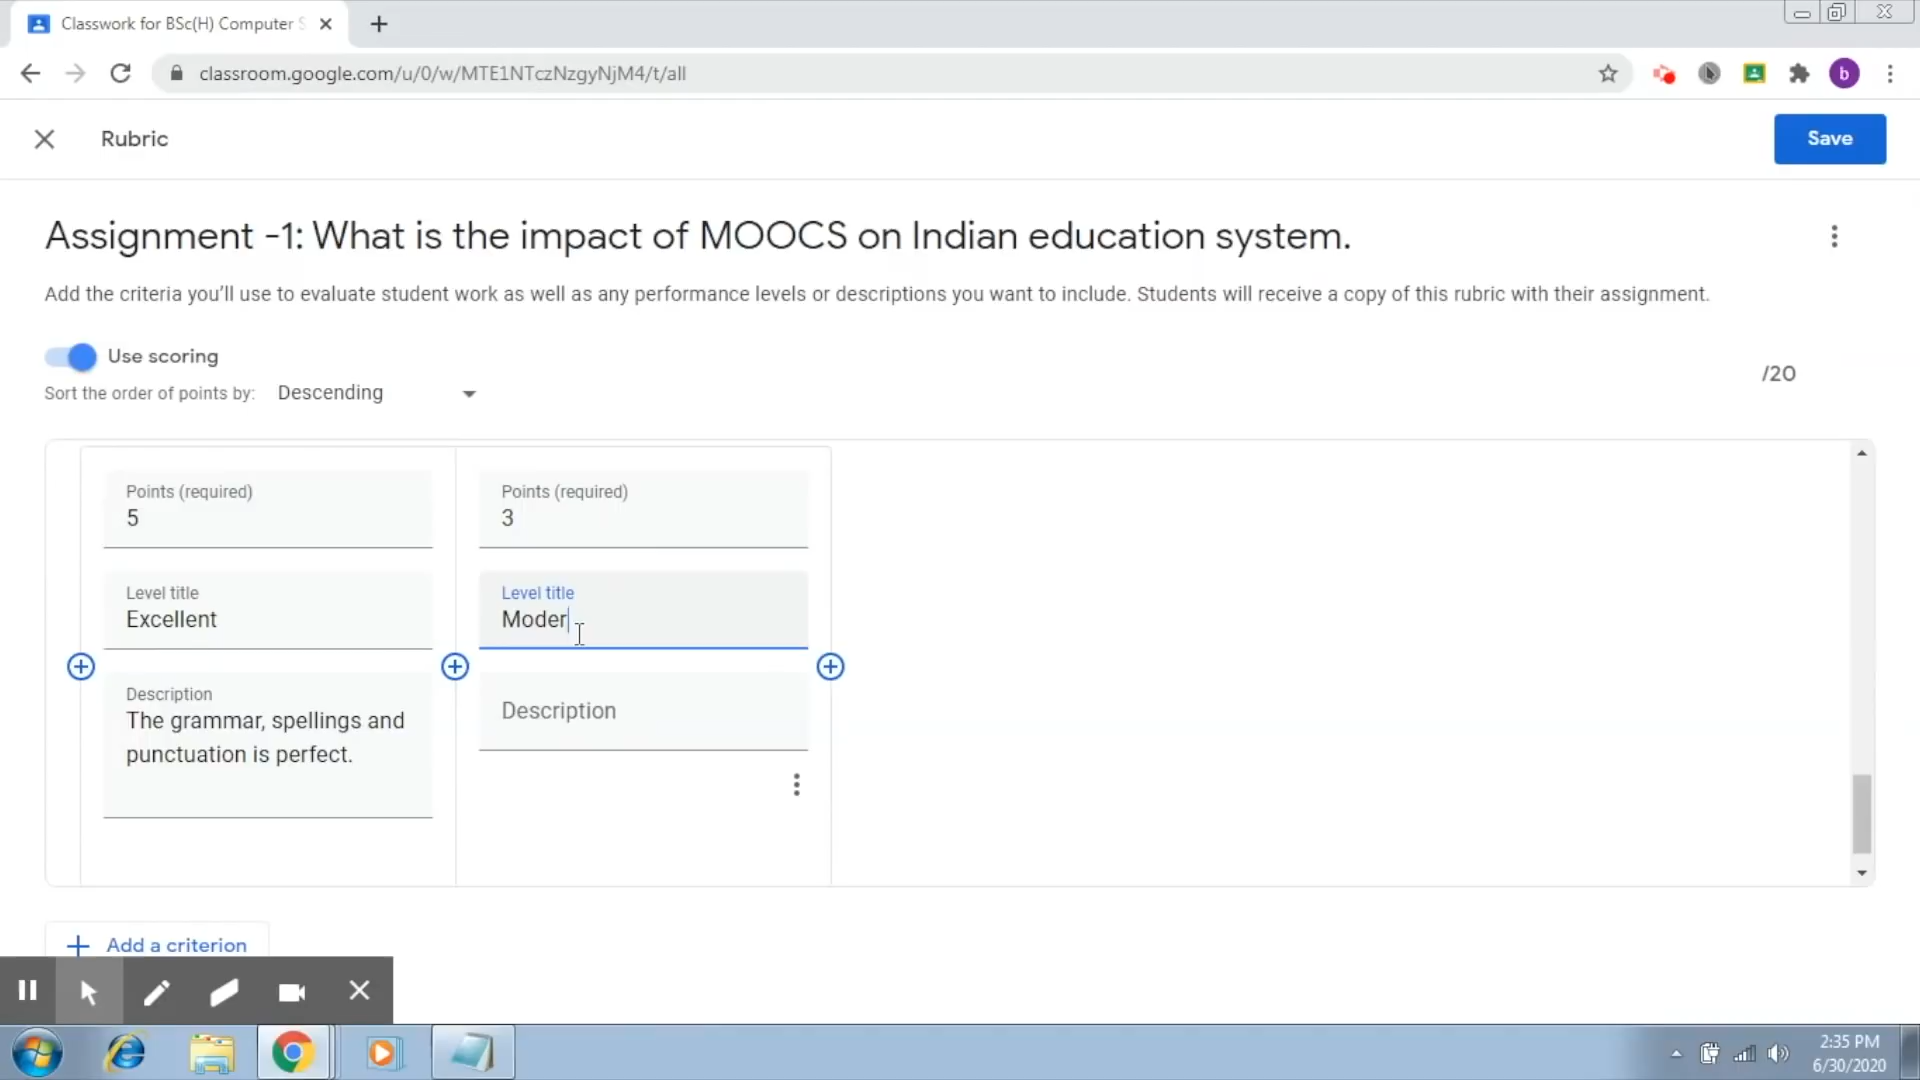 Classwork for BSc(H) Computer S
classroom.google.com/u/0/w/MTE1NTczNzgyNjM4/t/all
b
Rubric
Save
Assignment -1: What is the impact of MOOCS on Indian education system.
Add the criteria you'll use to evaluate student work as well as any performance levels or descriptions you want to include. Students will receive a copy of this rubric with their assignment.
Use scoring
/20
Sort the order of points by: Descending
Points (required)
5
Points (required)
3
Level title
Excellent
Level title
Moder
Description
The grammar, spellings and
punctuation is perfect.
Description
Add a criterion
2:35 PM
6/30/2020